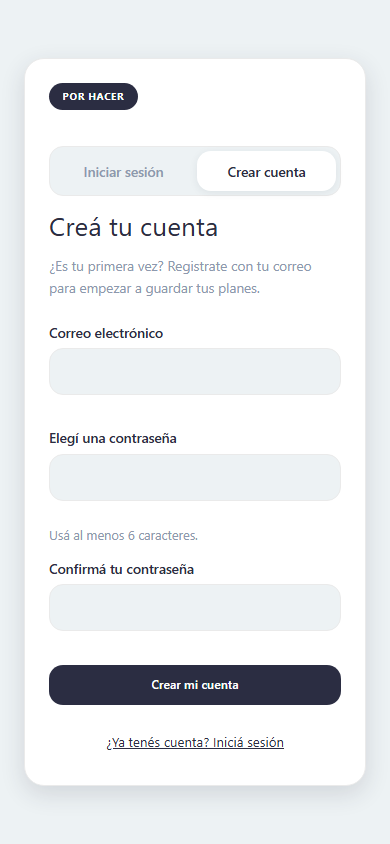 POR HACER
Iniciar sesión
Crear cuenta
Creá tu cuenta
¿Es tu primera vez? Registrate con tu correo
para empezar a guardar tus planes.
Correo electrónico
Elegí una contraseña
Usá al menos 6 caracteres.
Confirmá tu contraseña
Crear mi cuenta
¿Ya tenés cuenta? Iniciá sesión